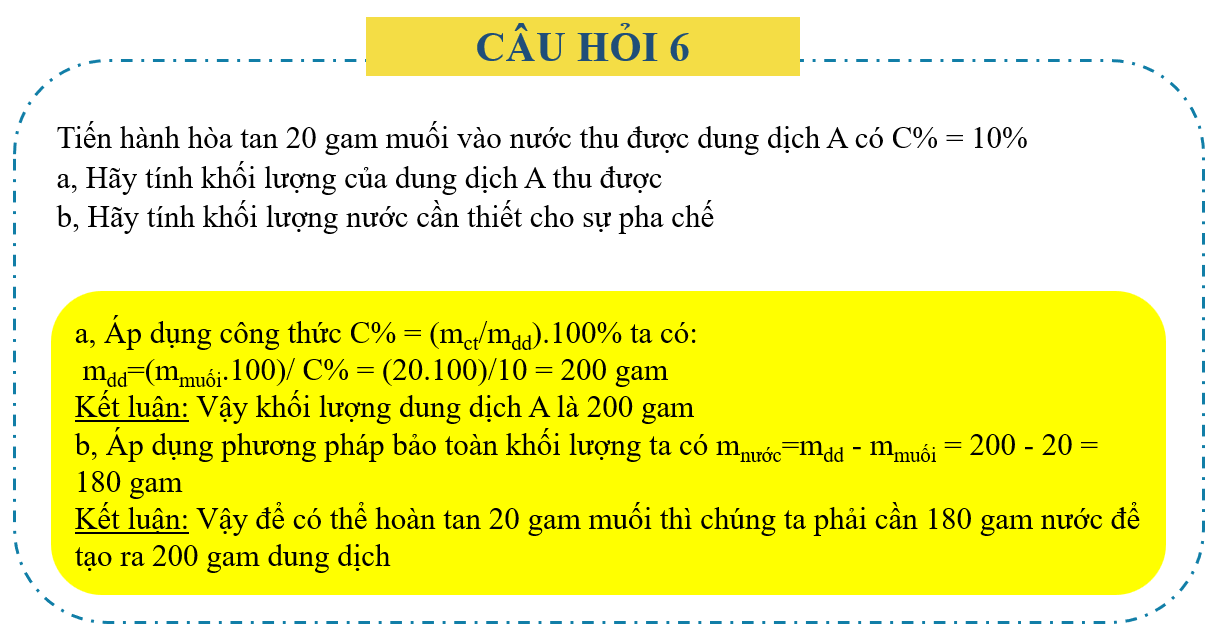 CÂU HỎI 6
Tiến hành hòa tan 20 gam muối vào nước thu được dung dịch A có C% = 10%
a, Hãy tính khối lượng của dung dịch A thu được
b, Hãy tính khối lượng nước cần thiết cho sự pha chế
a, Áp dụng công thức C% = (mct/mdd).100% ta có:
mdd=(mmuối.100)/ C% = (20.100)/10 = 200 gam
Kết luận: Vậy khối lượng dung dịch A là 200 gam
b, Áp dụng phương pháp bảo toàn khối lượng ta có mnước=mdd - mmuối = 200 - 20 =
180 gam
Kết luận: Vậy để có thể hoàn tan 20 gam muối thì chúng ta phải cần 180 gam nước để
tạo ra 200 gam dung dịch